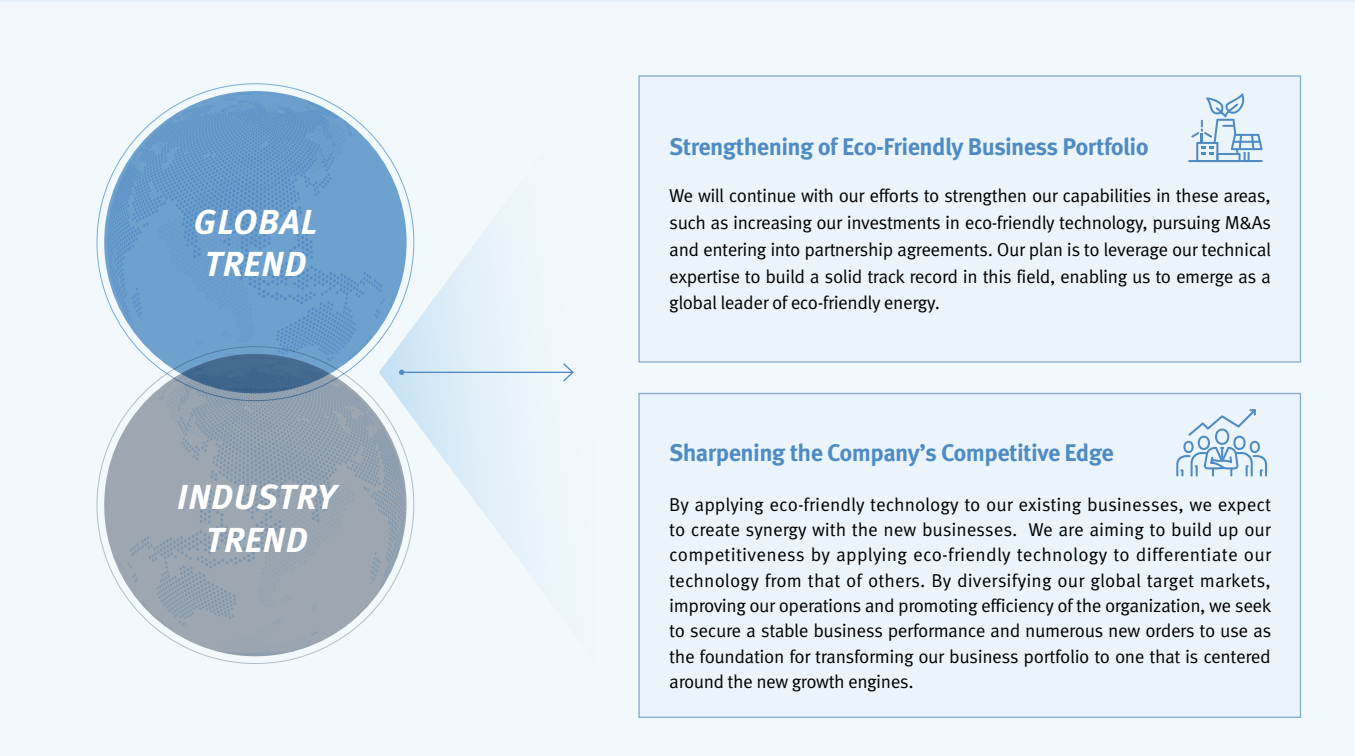 GLOBAL
TREND
INDUSTRY
TREND
Strengthening of Eco-Friendly Business Portfolio
We will continue with our efforts to strengthen our capabilities in these areas,
such as increasing our investments in eco-friendly technology, pursuing M&As
and entering into partnership agreements. Our plan is to leverage our technical
expertise to build a solid track record in this field, enabling us to emerge as a
global leader of eco-friendly energy.
Sharpening the Company’s Competitive Edge
By applying eco-friendly technology to our existing businesses, we expect
to create synergy with the new businesses.  We are aiming to build up our
competitiveness by applying eco-friendly technology to differentiate our
technology from that of others. By diversifying our global target markets,
improving our operations and promoting efficiency of the organization, we seek
to secure a stable business performance and numerous new orders to use as
the foundation for transforming our business portfolio to one that is centered
around the new growth engines.